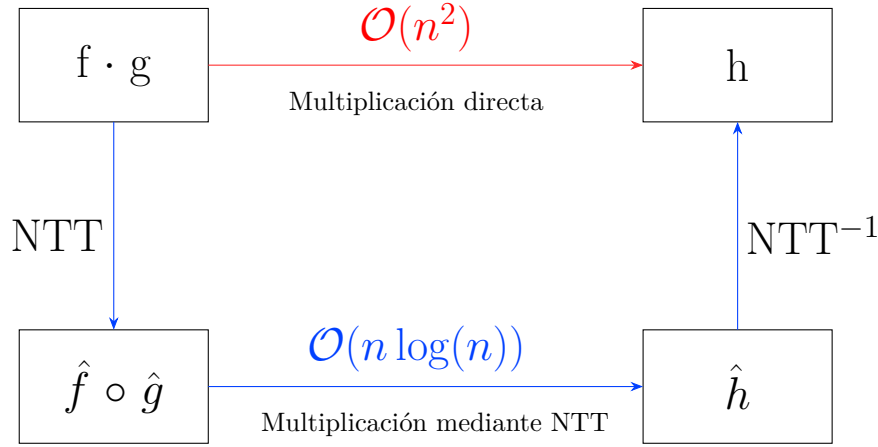 𝒪(n²)
f · g
h
Multiplicación directa
NTT
NTT⁻¹
𝒪(n log(n))
f̂ ∘ ĝ
ĥ
Multiplicación mediante NTT